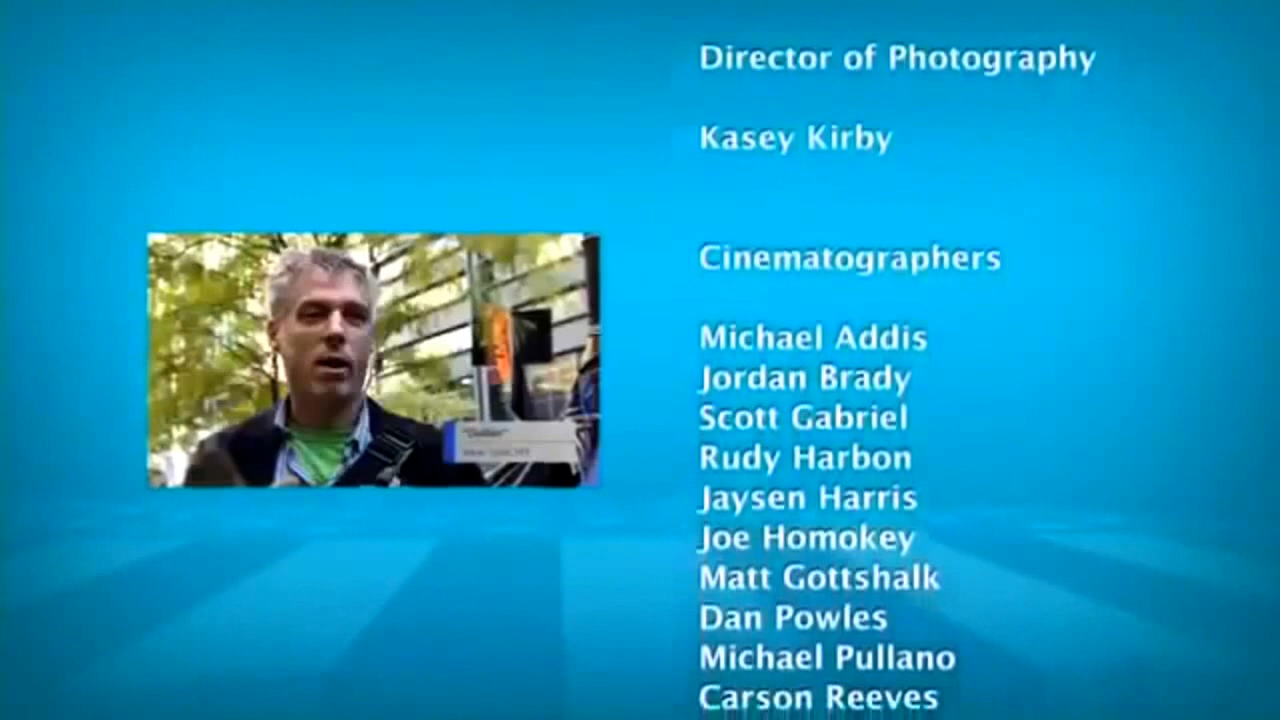 Director of Photography
Kasey Kirby
Cinematographers
Michael Addis
Jordan Brady
Scott Gabriel
Rudy Harbon
Jaysen Harris
Joe Homokey
Matt Gottshalk
Dan Powles
Michael Pullano
Carson Reeves